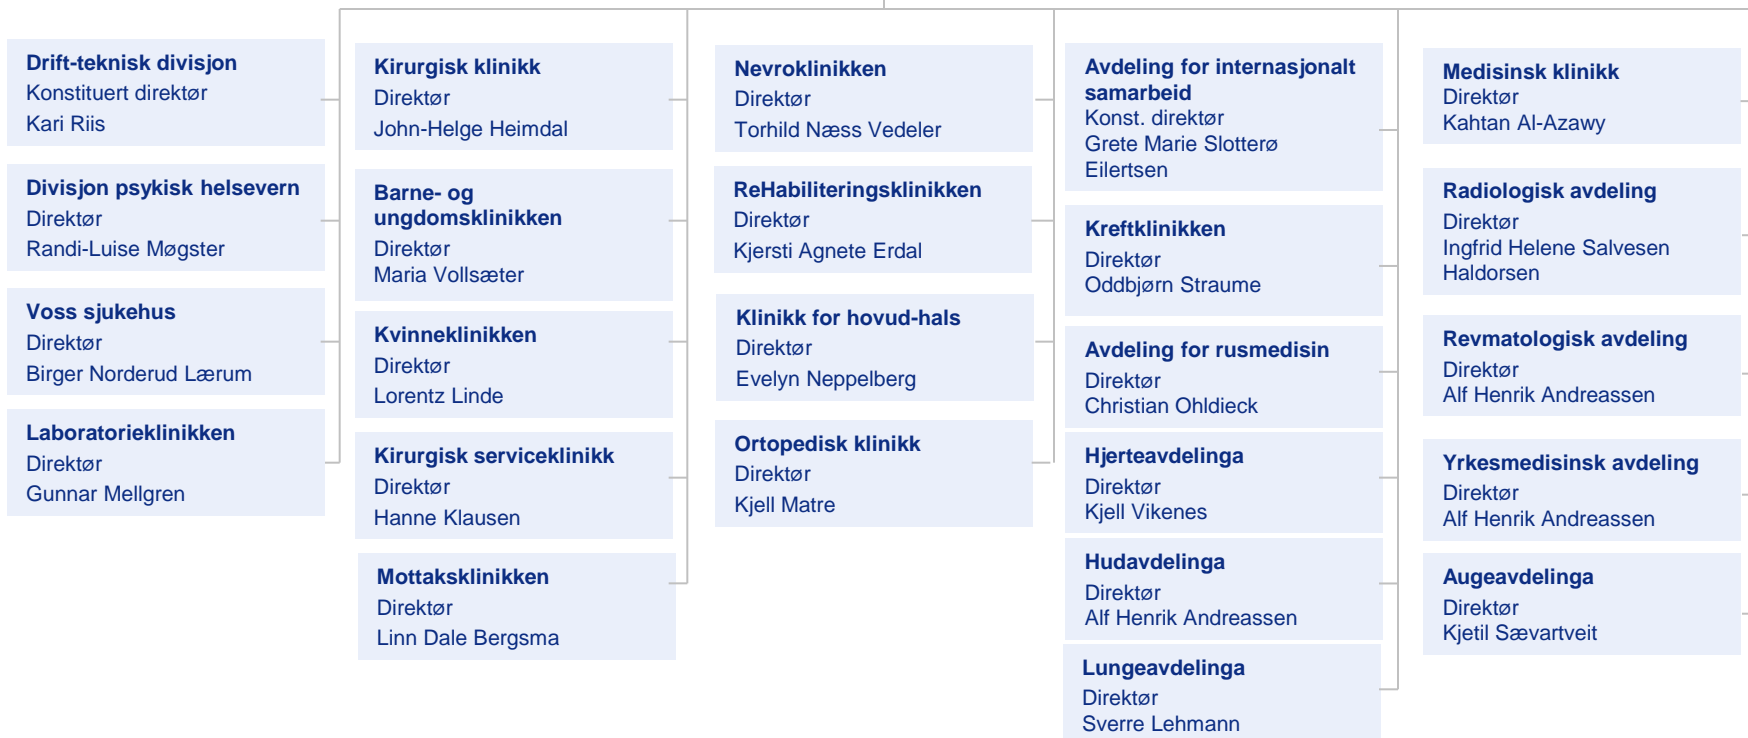 Drift-teknisk divisjon
Konstituert direktør
Kari Riis
Divisjon psykisk helsevern
Direktør
Randi-Luise Møgster
Voss sjukehus
Direktør
Birger Norderud Lærum
Laboratorieklinikken
Direktør
Gunnar Mellgren
Kirurgisk klinikk
Direktør
John-Helge Heimdal
Barne- og
ungdomsklinikken
Direktør
Maria Vollsæter
Kvinneklinikken
Direktør
Lorentz Linde
Kirurgisk serviceklinikk
Direktør
Hanne Klausen
Mottaksklinikken
Direktør
Linn Dale Bergsma
Nevroklinikken
Direktør
Torhild Næss Vedeler
ReHabiliteringsklinikken
Direktør
Kjersti Agnete Erdal
Klinikk for hovud-hals
Direktør
Evelyn Neppelberg
Ortopedisk klinikk
Direktør
Kjell Matre
Avdeling for internasjonalt
samarbeid
Konst. direktør
Grete Marie Slotterø
Eilertsen
Kreftklinikken
Direktør
Oddbjørn Straume
Avdeling for rusmedisin
Direktør
Christian Ohldieck
Hjerteavdelinga
Direktør
Kjell Vikenes
Hudavdelinga
Direktør
Alf Henrik Andreassen
Lungeavdelinga
Direktør
Sverre Lehmann
Medisinsk klinikk
Direktør
Kahtan Al-Azawy
Radiologisk avdeling
Direktør
Ingfrid Helene Salvesen
Haldorsen
Revmatologisk avdeling
Direktør
Alf Henrik Andreassen
Yrkesmedisinsk avdeling
Direktør
Alf Henrik Andreassen
Augeavdelinga
Direktør
Kjetil Sævartveit